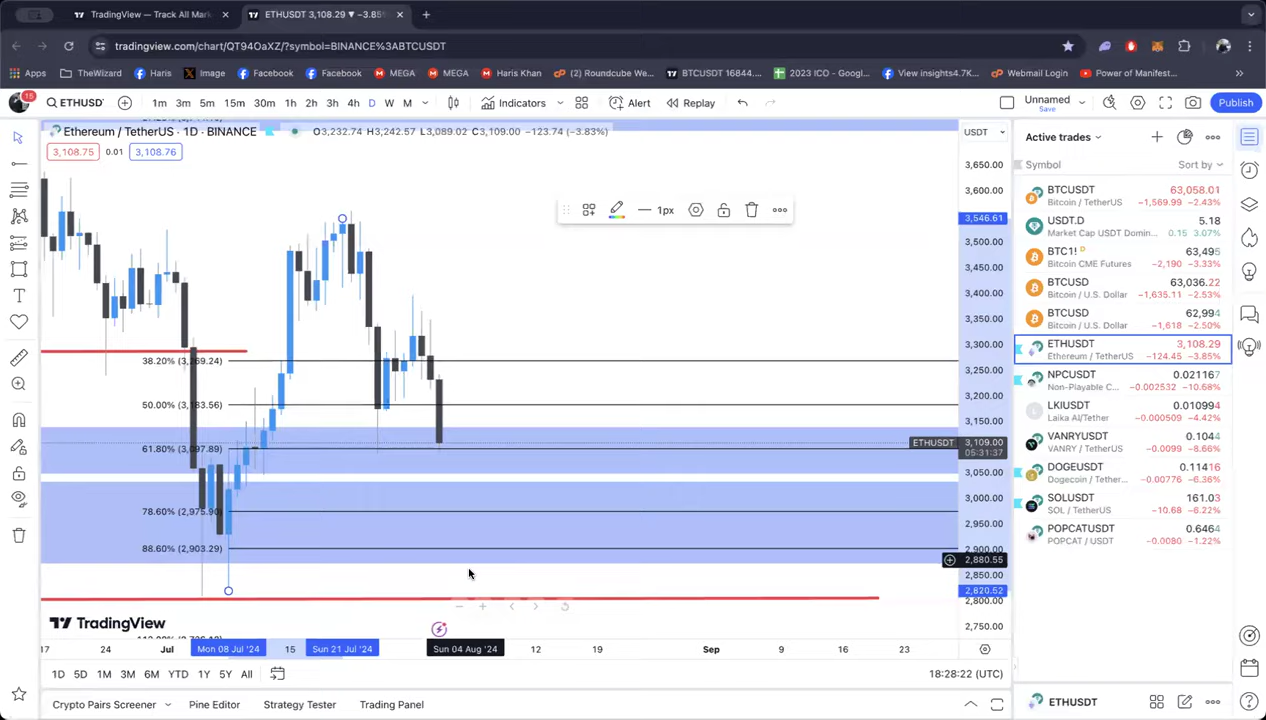 TradingView — Track All Mar
ETHUSDT 3,108.29 ▼ −3.85%
tradingview.com/chart/QT94OaXZ/?symbol=BINANCE%3ABTCUSDT
Apps
TheWizard
Haris
Image
Facebook
Facebook
MEGA
MEGA
Haris Khan
(2) Roundcube We...
BTCUSDT 16844....
2023 ICO - Googl...
View insights4.7K...
Webmail Login
Power of Manifest...
15
ETHUSD
1m 3m 5m 15m 30m 1h 2h 3h 4h D W M
Indicators
Alert
Replay
Unnamed
Save
Publish
Ethereum / TetherUS · 1D · BINANCE
O3,232.74 H3,242.57 L3,089.02 C3,109.00 −123.74 (−3.83%)
3,108.75
0.01
3,108.76
1px
38.20% (3,269.24)
50.00% (3,183.56)
61.80% (3,097.89)
78.60% (2,975.90)
88.60% (2,903.29)
USDT
3,650.00
3,600.00
3,546.61
3,500.00
3,450.00
3,400.00
3,350.00
3,300.00
3,250.00
3,200.00
3,150.00
ETHUSDT 3,109.00
05:31:37
3,050.00
3,000.00
2,950.00
2,900.00
2,880.55
2,850.00
2,820.52
2,800.00
2,750.00
TradingView
17 24 Jul Mon 08 Jul '24 15 Sun 21 Jul '24 Sun 04 Aug '24 12 19 Sep 9 16 23
1D 5D 1M 3M 6M YTD 1Y 5Y All
18:28:22 (UTC)
Crypto Pairs Screener
Pine Editor
Strategy Tester
Trading Panel
Active trades
Symbol
Sort by
BTCUSDT 63,058.01
Bitcoin / TetherUS −1,569.99 −2.43%
USDT.D 5.18
Market Cap USDT Domin... 0.15 3.07%
BTC1! D 63,495
Bitcoin CME Futures −2,190 −3.33%
BTCUSD 63,036.22
Bitcoin / U.S. Dollar −1,635.11 −2.53%
BTCUSD 62,994
Bitcoin / U.S. Dollar −1,618 −2.50%
ETHUSDT 3,108.29
Ethereum / TetherUS −124.45 −3.85%
NPCUSDT 0.021167
Non-Playable C... −0.002532 −10.68%
LKIUSDT 0.010994
Laika AI/Tether −0.000509 −4.42%
VANRYUSDT 0.1044
VANRY / TetherUS −0.0099 −8.66%
DOGEUSDT 0.11416
Dogecoin / Tether... −0.00776 −6.36%
SOLUSDT 161.03
SOL / TetherUS −10.68 −6.22%
POPCATUSDT 0.6464
POPCAT / USDT −0.0080 −1.22%
ETHUSDT